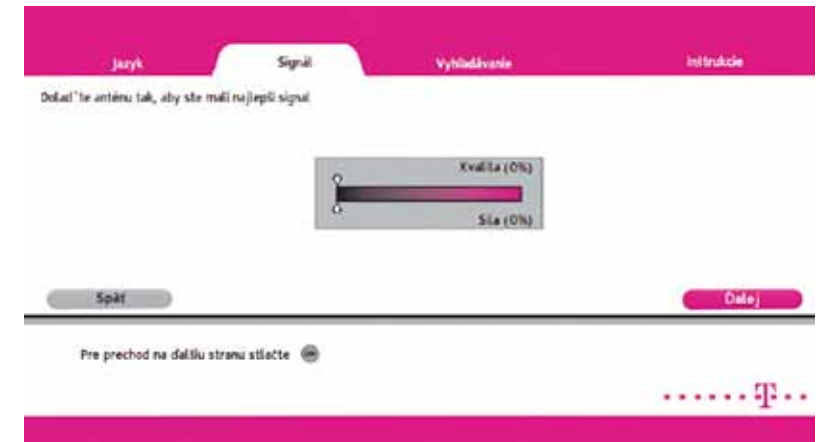 Jazyk
Signál
Vyhľadávanie
Inštrukcie
Dolaďte anténu tak, aby ste mali najlepší signal
Kvalita (0%)
Sila (0%)
Späť
Ďalej
Pre prechod na ďalšiu stranu stlačte
T